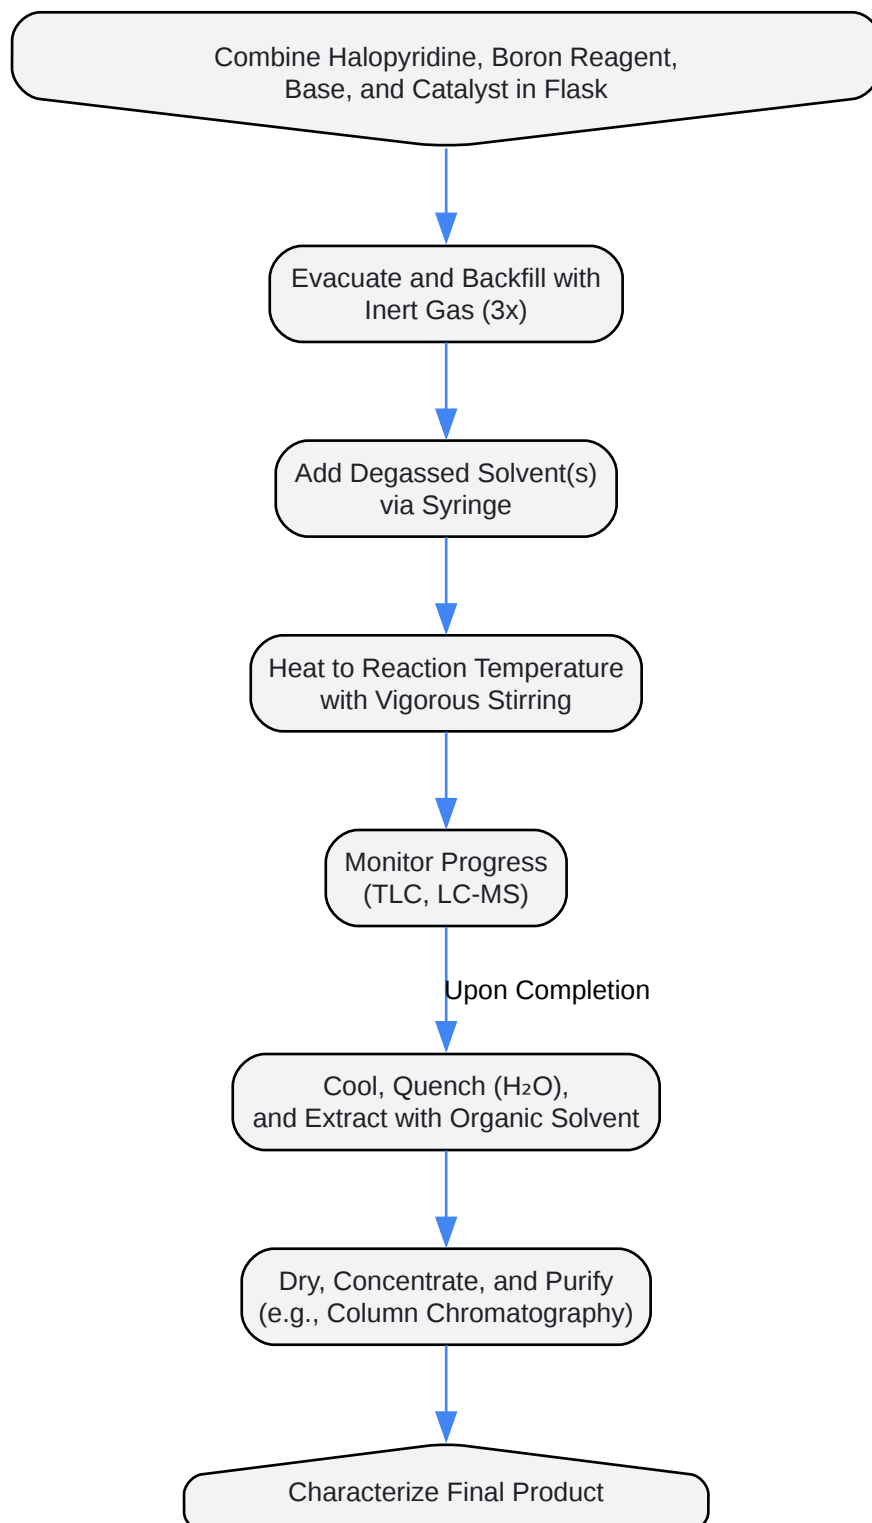 Combine Halopyridine, Boron Reagent,
Base, and Catalyst in Flask
Evacuate and Backfill with
Inert Gas (3x)
Add Degassed Solvent(s)
via Syringe
Heat to Reaction Temperature
with Vigorous Stirring
Monitor Progress
(TLC, LC-MS)
Upon Completion
Cool, Quench (H₂O),
and Extract with Organic Solvent
Dry, Concentrate, and Purify
(e.g., Column Chromatography)
Characterize Final Product